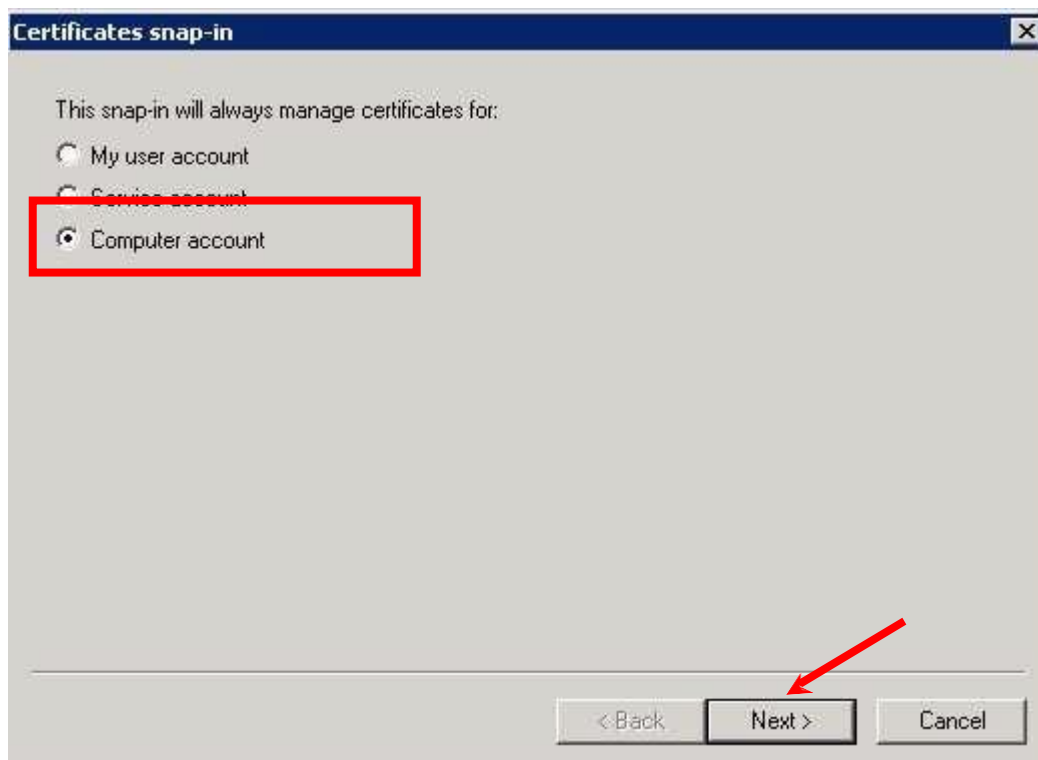 Certificates snap-in
This snap-in will always manage certificates for:
My user account
Service account
Computer account
< Back
Next >
Cancel